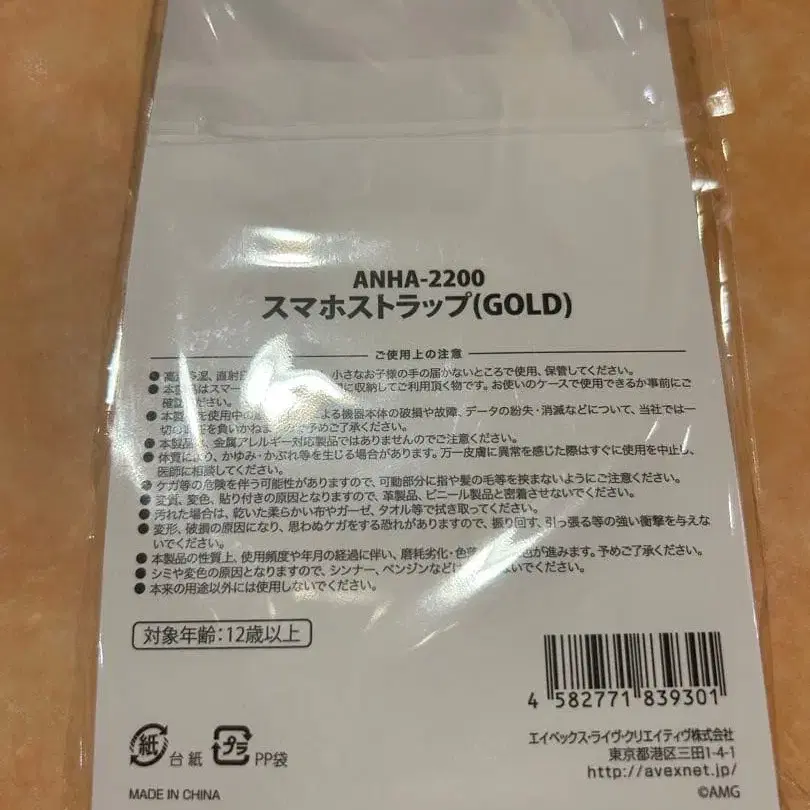 ANHA-2200
スマホストラップ(GOLD)
ご使用上の注意
● 高温 湿、直射 小さなお子様の手の届かないところで使用、保管してください。
● 本製品はスマー に収納してご利用頂く物です。お使いのケースで使用できるか事前にご
確認ください。
● 本製品を使用中の による機器本体の破損や故障、データの粉失・消滅などについて、当社では一
切の責任を負いかねますので予めご了承ください。
● 本製品は、金属アレルギー対応製品ではありませんのでご注意ください。
● 体質により、かゆみ・かぶれ等を生じる場合があります。万一皮膚に異常を感じた際はすぐに使用を中止し、
医師に相談してください。
● ケガ等の危険を伴う可能性がありますので、可動部分に指や髪の毛等を挟まないようにご注意ください。
● 変質、変色、貼り付きの原因となりますので、革製品、ビニール製品と密着させないでください。
● 汚れた場合は、乾いた柔らかい布やガーゼ、タオル等で拭き取ってください。
● 変形、破損の原因になり、思わぬケガをする恐れがありますので、振り回す、引っ張る等の強い衝撃を与えな
いでください。
● 本製品の性質上、使用頻度や年月の経過に伴い、磨耗劣化・色 色が進みます。予めご了承ください。
● シミや変色の原因となりますので、シンナー、ベンジンなどは ないでください。
● 本来の用途以外には使用しないでください。
対象年齢：12歳以上
4 582771 839301
紙 台紙 プラ PP袋
エイベックス・ライヴ・クリエイティヴ株式会社
東京都港区三田1-4-1
http://avexnet.jp/
MADE IN CHINA
©AMG